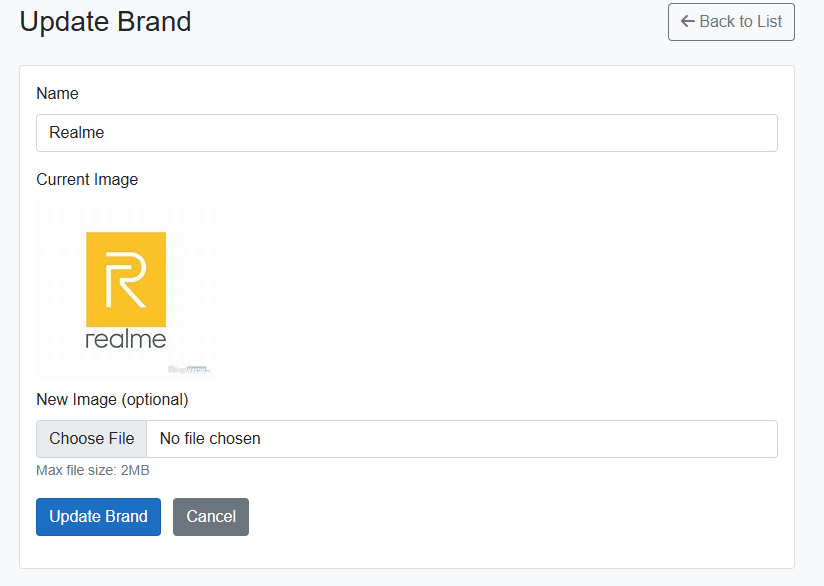 Update Brand
Back to List
Name
Realme
Current Image
R
realme
New Image (optional)
Choose File
No file chosen
Max file size: 2MB
Update Brand
Cancel